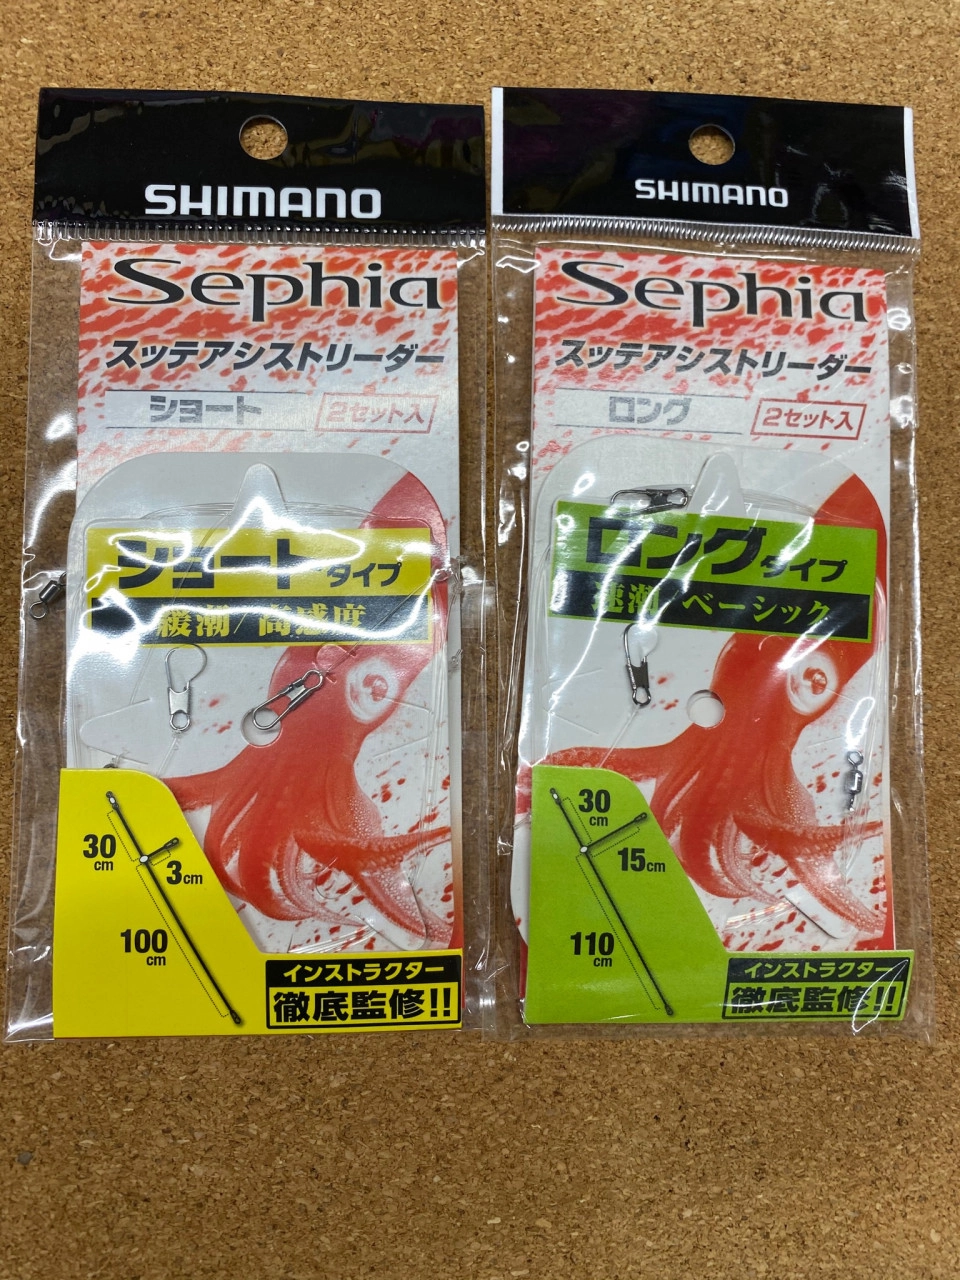 SHIMANO
Sephia
スッテアシストリーダー
ショート 2セット入
ショートタイプ
緩潮/高感度
30cm
3cm
100cm
インストラクター
徹底監修!!
SHIMANO
Sephia
スッテアシストリーダー
ロング 2セット入
ロングタイプ
速潮/ベーシック
30cm
15cm
110cm
インストラクター
徹底監修!!